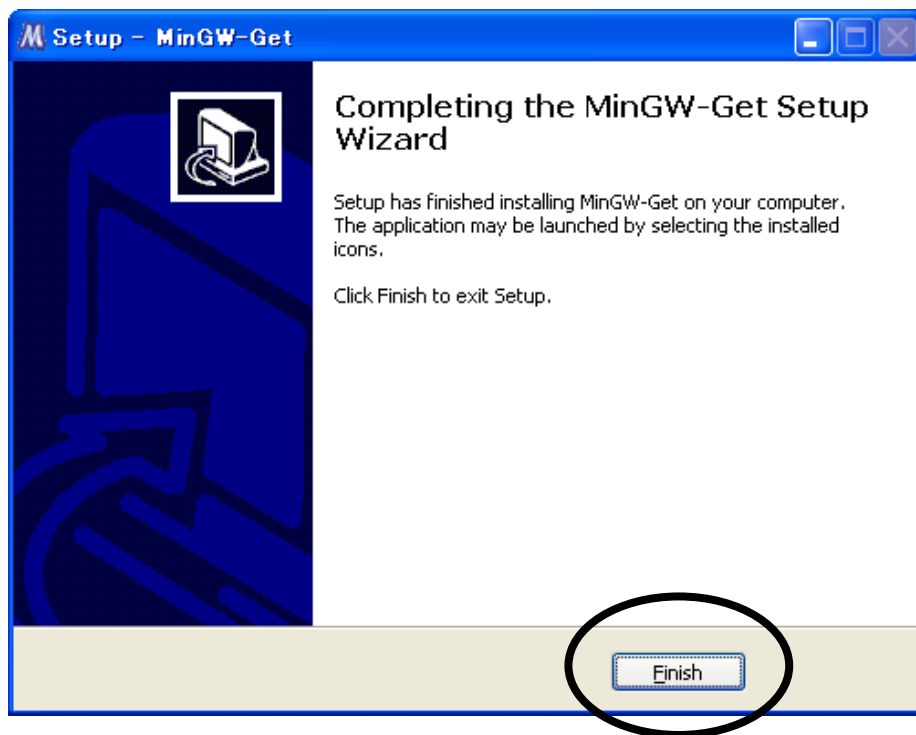 Setup - MinGW-Get
Completing the MinGW-Get Setup
Wizard
Setup has finished installing MinGW-Get on your computer.
The application may be launched by selecting the installed
icons.
Click Finish to exit Setup.
Finish